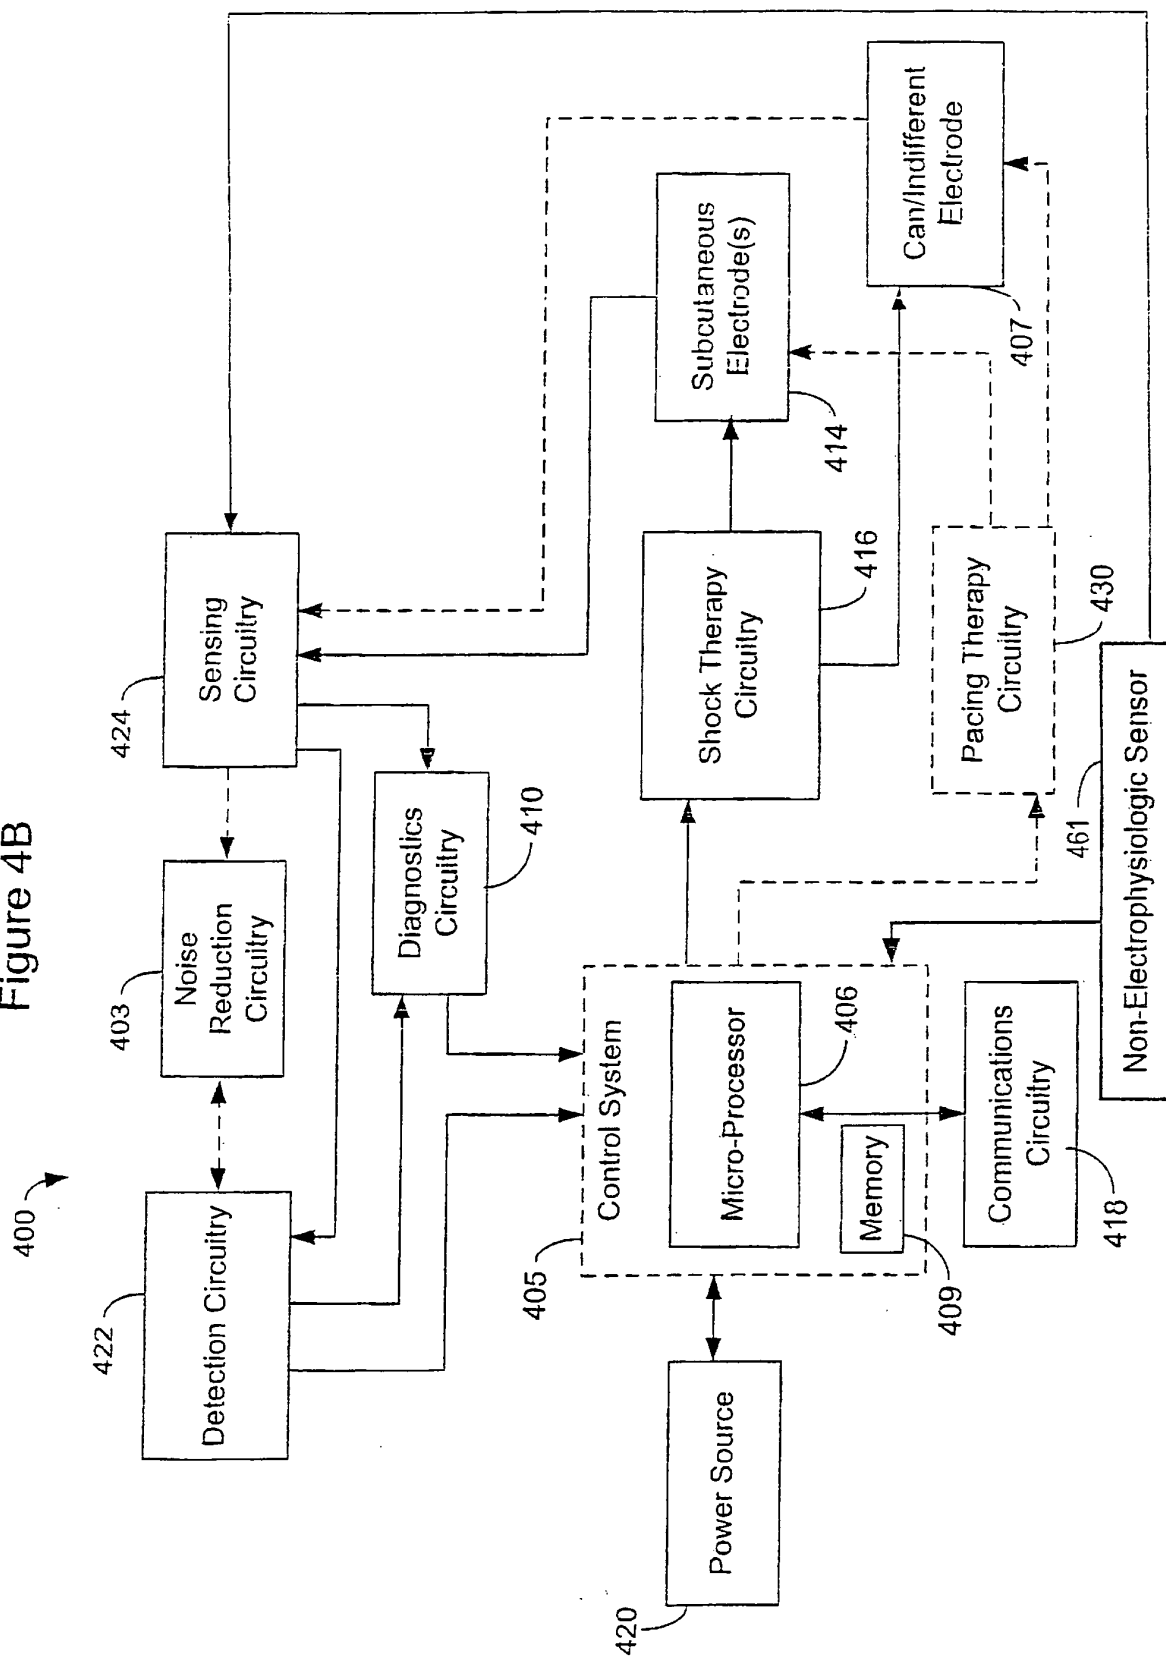 Figure 4B
400
422
Detection Circuitry
403
Noise
Reduction
Circuitry
424
Sensing
Circuitry
Diagnostics
Circuitry
410
405
Control System
Micro-Processor
406
Memory
409
420
Power Source
Communications
Circuitry
418
Shock Therapy
Circuitry
416
Subcutaneous
Electrode(s)
414
Can/Indifferent
Electrode
407
Pacing Therapy
Circuitry
430
461
Non-Electrophysiologic Sensor